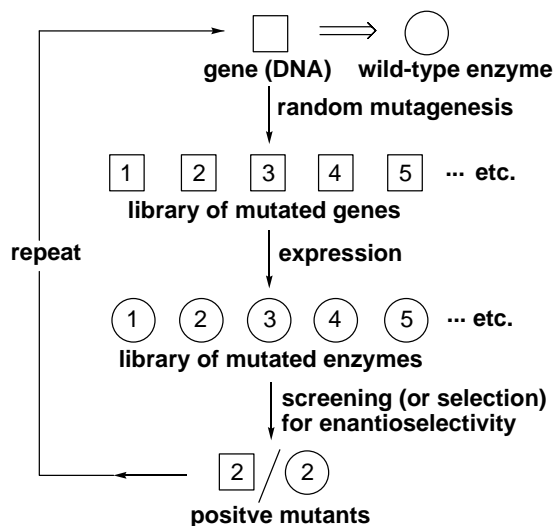 gene (DNA) wild-type enzyme
random mutagenesis
1 2 3 4 5 ... etc.
library of mutated genes
repeat
expression
1 2 3 4 5 ... etc.
library of mutated enzymes
screening (or selection)
for enantioselectivity
2 / 2
positve mutants